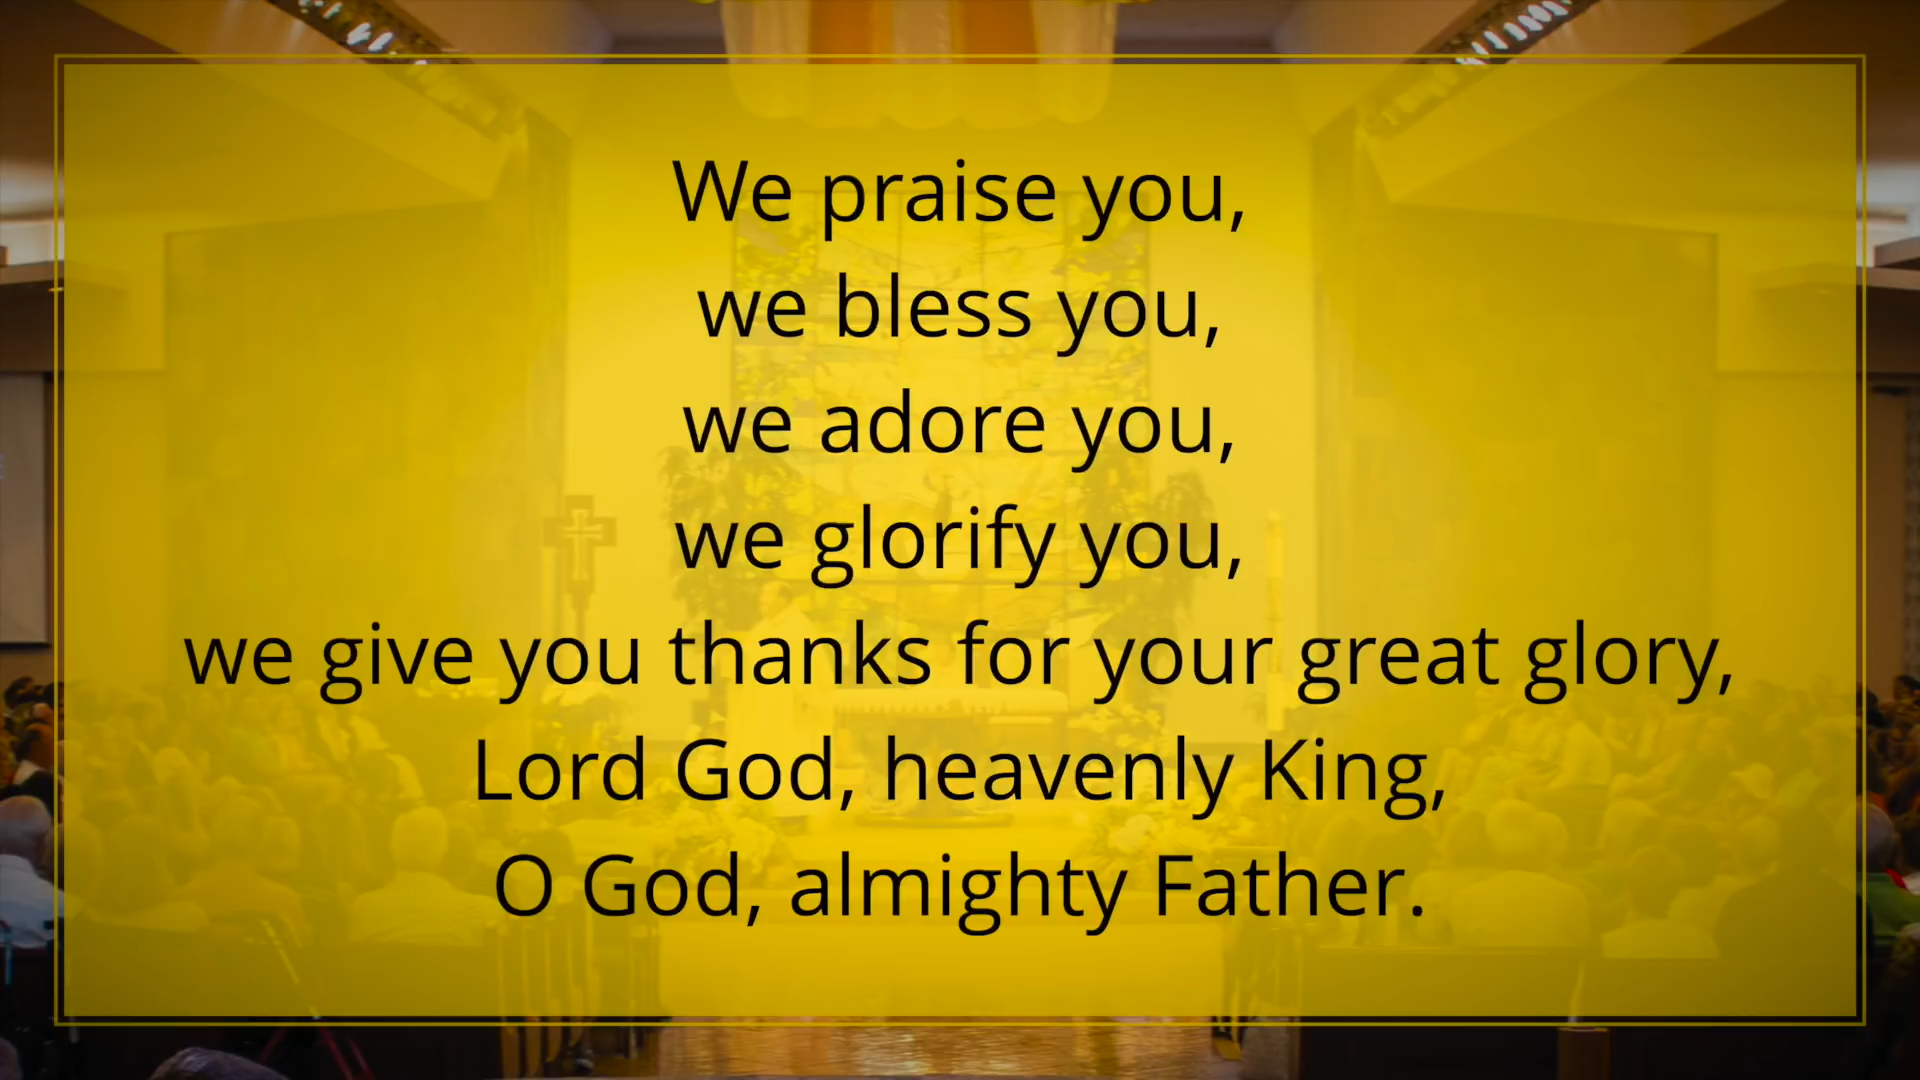 We praise you,
we bless you,
we adore you,
we glorify you,
we give you thanks for your great glory,
Lord God, heavenly King,
O God, almighty Father.